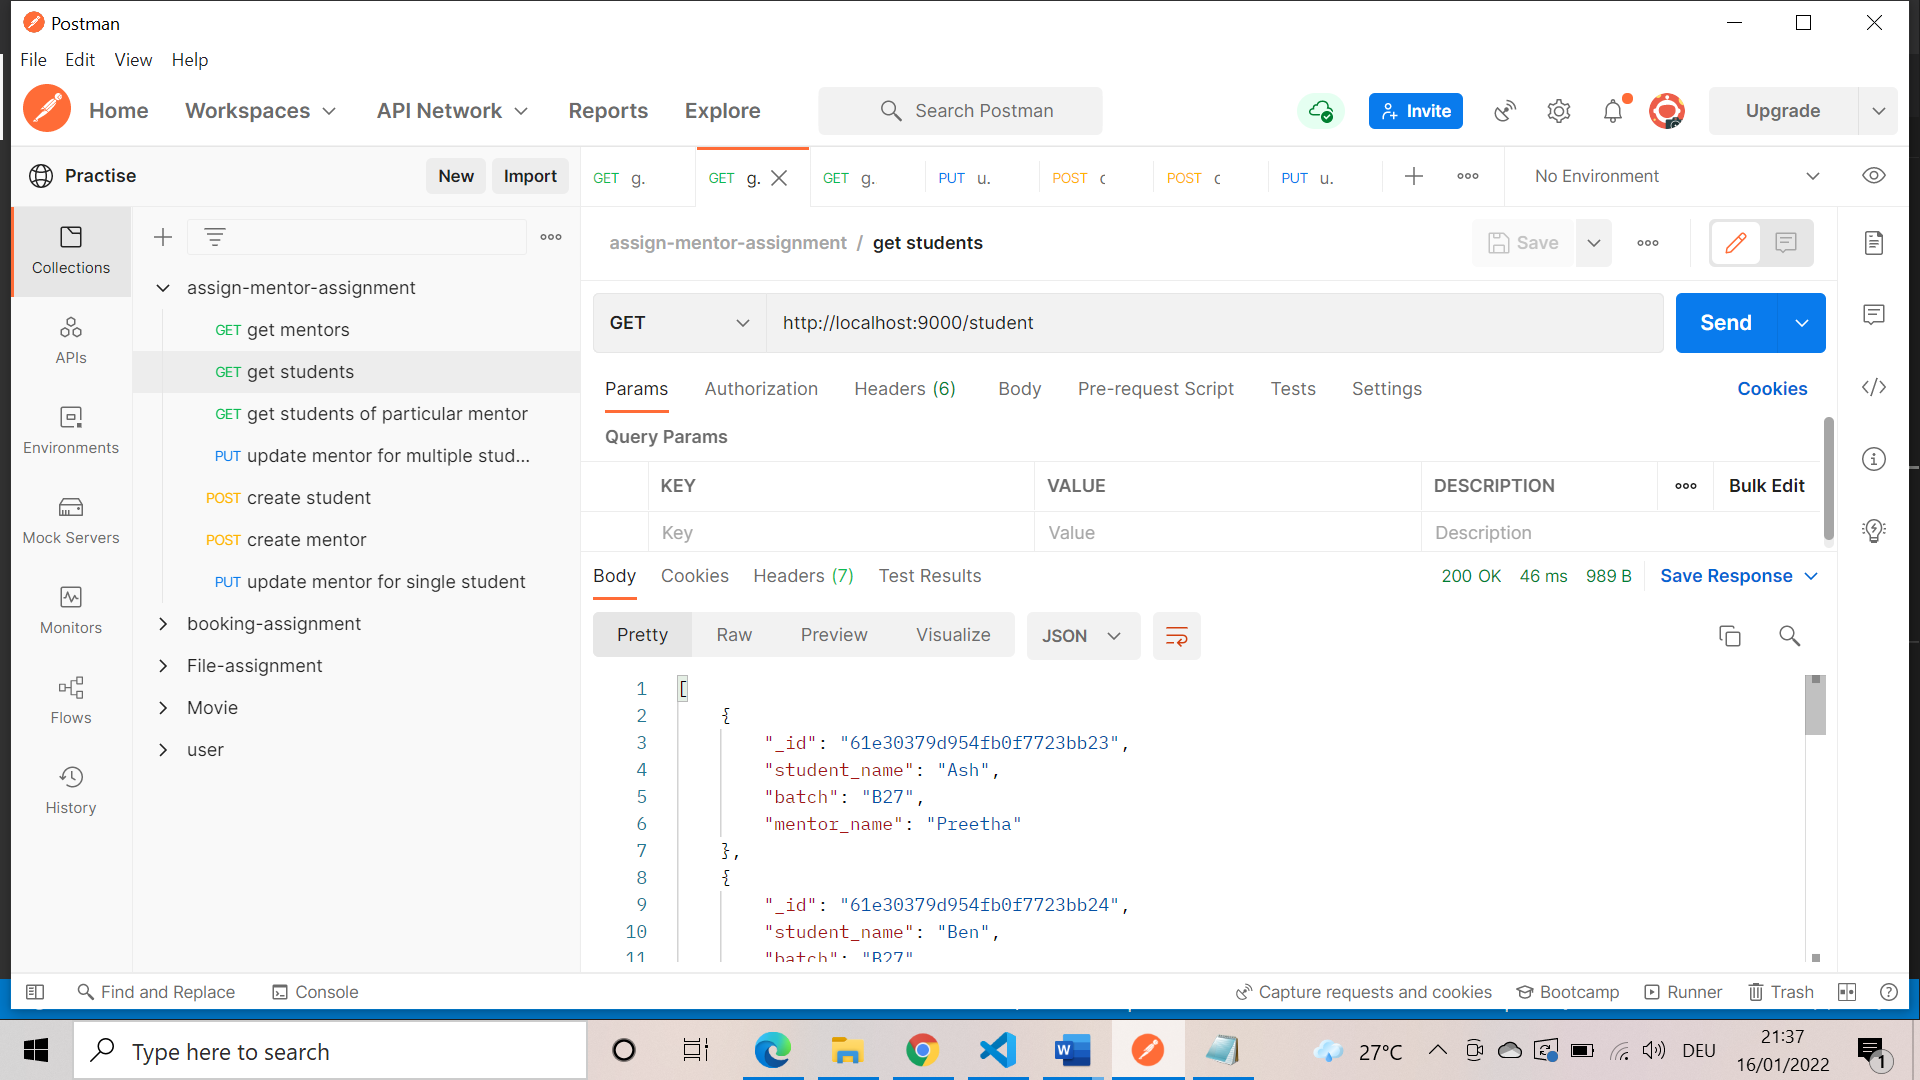 Postman
File Edit View Help
Home Workspaces API Network Reports Explore Search Postman Invite Upgrade
Practise New Import GET g. GET g. GET g. PUT u. POST c POST c PUT u. No Environment
Collections
APIs
Environments
Mock Servers
Monitors
Flows
History
assign-mentor-assignment
GET get mentors
GET get students
GET get students of particular mentor
PUT update mentor for multiple stud...
POST create student
POST create mentor
PUT update mentor for single student
booking-assignment
File-assignment
Movie
user
assign-mentor-assignment / get students Save
GET http://localhost:9000/student Send
Params Authorization Headers (6) Body Pre-request Script Tests Settings Cookies
Query Params
KEY VALUE DESCRIPTION Bulk Edit
Key Value Description
Body Cookies Headers (7) Test Results 200 OK 46 ms 989 B Save Response
Pretty Raw Preview Visualize JSON
1 [
2 {
3 "_id": "61e30379d954fb0f7723bb23",
4 "student_name": "Ash",
5 "batch": "B27",
6 "mentor_name": "Preetha"
7 },
8 {
9 "_id": "61e30379d954fb0f7723bb24",
10 "student_name": "Ben",
11 "batch": "B27"
Find and Replace Console Capture requests and cookies Bootcamp Runner Trash
Type here to search 27°C DEU 21:37
16/01/2022 1